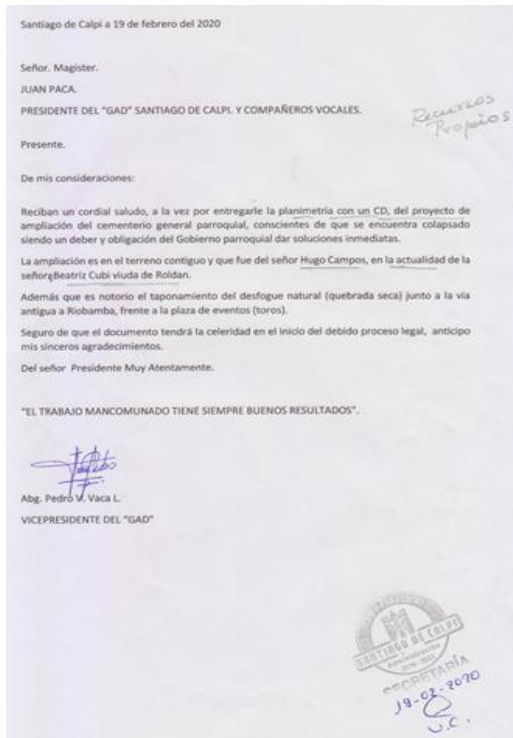 Santiago de Calpi a 19 de febrero del 2020
Señor. Magister.
JUAN PACA.
PRESIDENTE DEL "GAD" SANTIAGO DE CALPI. Y COMPAÑEROS VOCALES.
Recursos
Propios
Presente.
De mis consideraciones:
Reciban un cordial saludo, a la vez por entregarle la planimetría con un CD, del proyecto de
ampliación del cementerio general parroquial, conscientes de que se encuentra colapsado
siendo un deber y obligación del Gobierno parroquial dar soluciones inmediatas.
La ampliación es en el terreno contiguo y que fue del señor Hugo Campos, en la actualidad de la
señora Beatriz Cubi viuda de Roldan.
Además que es notorio el taponamiento del desfogue natural (quebrada seca) junto a la vía
antigua a Riobamba, frente a la plaza de eventos (toros).
Seguro de que el documento tendrá la celeridad en el inicio del debido proceso legal, anticipo
mis sinceros agradecimientos.
Del señor Presidente Muy Atentamente.
"EL TRABAJO MANCOMUNADO TIENE SIEMPRE BUENOS RESULTADOS".
Abg. Pedro V. Vaca L.
VICEPRESIDENTE DEL "GAD"
SANTIAGO DE CALPI
Administración
SECRETARÍA
19-02-2020